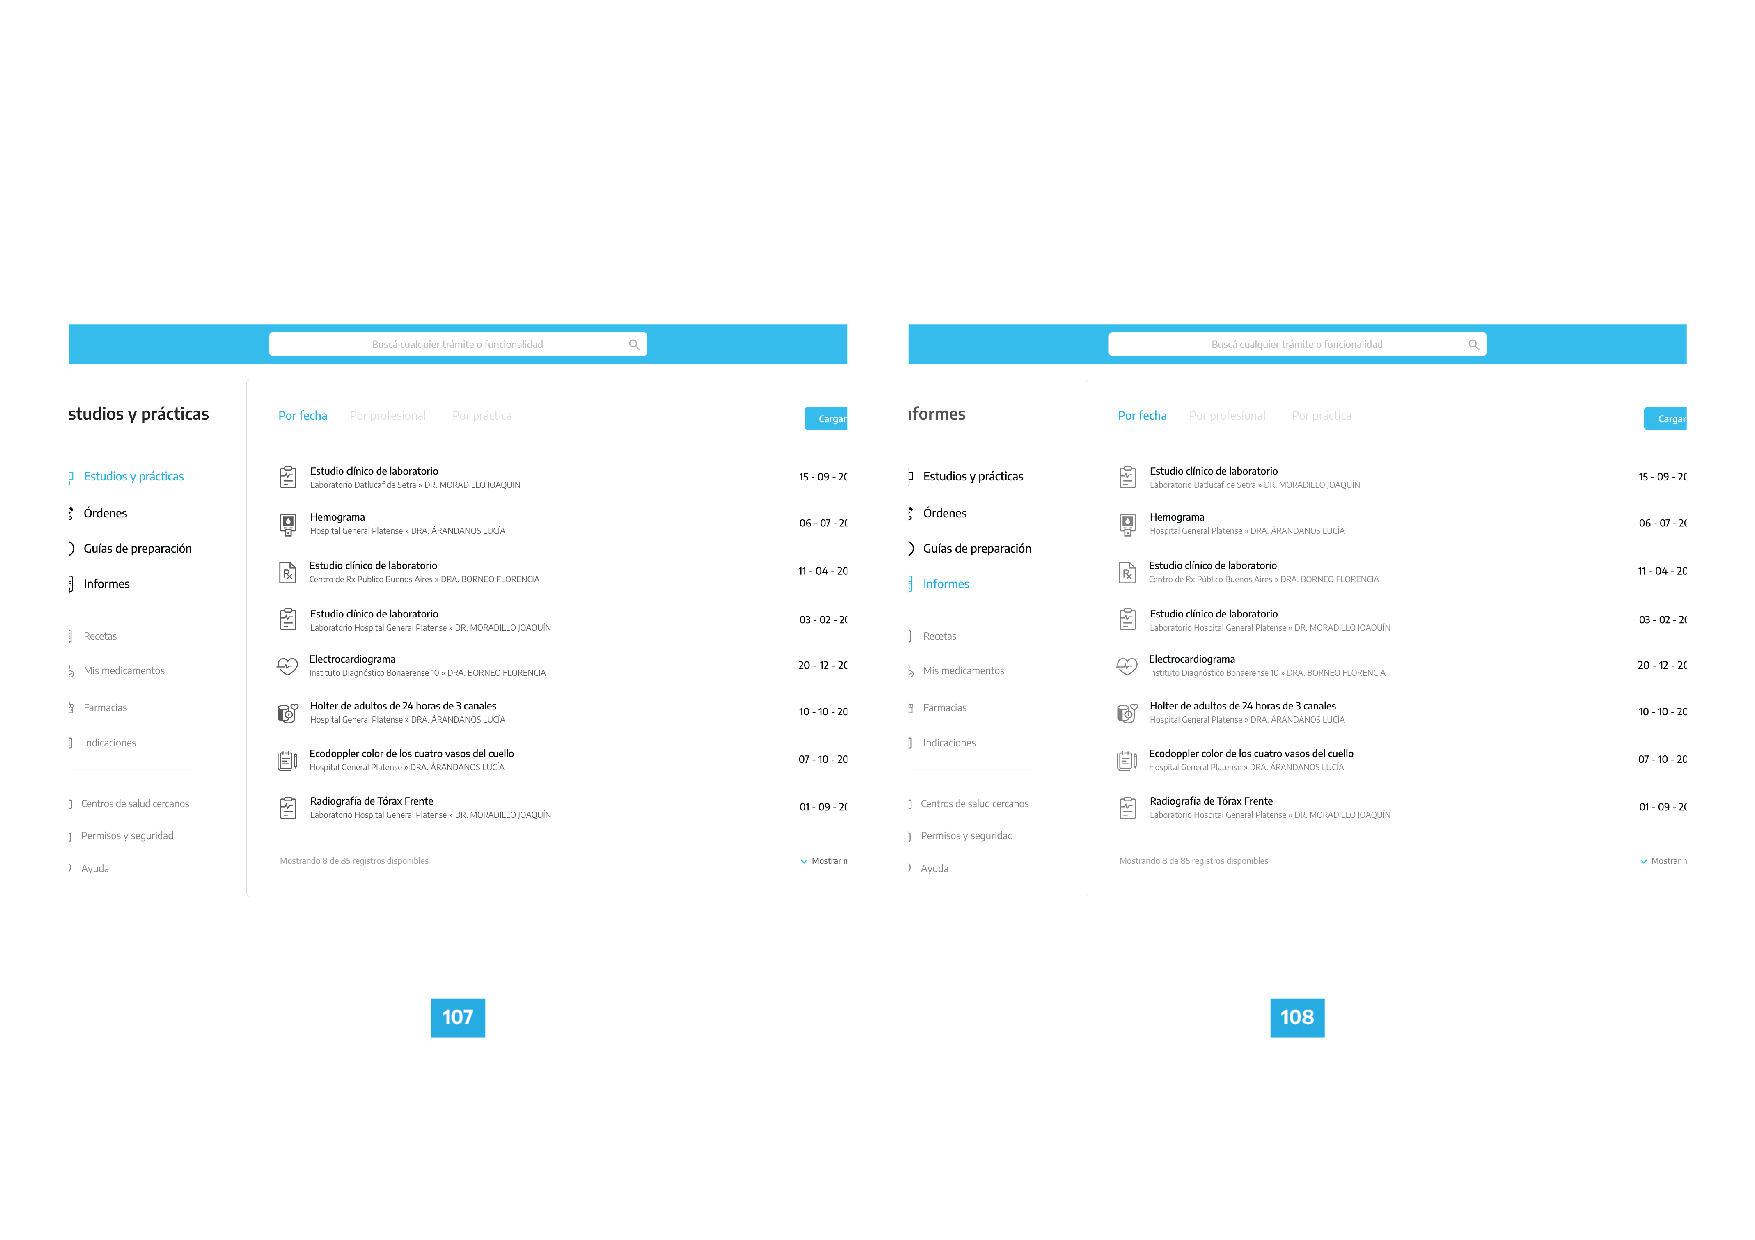 Buscá cualquier trámite o funcionalidad
studios y prácticas
Estudios y prácticas
Órdenes
Guías de preparación
Informes
Recetas
Mis medicamentos
Farmacias
Indicaciones
Centros de salud cercanos
Permisos y seguridad
Ayuda
Por fecha Por profesional Por práctica Cargar
Estudio clínico de laboratorio 15 - 09 - 20
Laboratorio Datlucaf de Setra » DR. MORADILLO JOAQUÍN
Hemograma 06 - 07 - 20
Hospital General Platense » DRA. ÁRANDANOS LUCÍA
Estudio clínico de laboratorio 11 - 04 - 20
Centro de Rx Público Buenos Aires » DRA. BORNEO FLORENCIA
Estudio clínico de laboratorio 03 - 02 - 20
Laboratorio Hospital General Platense » DR. MORADILLO JOAQUÍN
Electrocardiograma 20 - 12 - 20
Instituto Diagnóstico Bonaerense 10 » DRA. BORNEO FLORENCIA
Holter de adultos de 24 horas de 3 canales 10 - 10 - 20
Hospital General Platense » DRA. ÁRANDANOS LUCÍA
Ecodoppler color de los cuatro vasos del cuello 07 - 10 - 20
Hospital General Platense » DRA. ÁRANDANOS LUCÍA
Radiografía de Tórax Frente 01 - 09 - 20
Laboratorio Hospital General Platense » DR. MORADILLO JOAQUÍN
Mostrando 8 de 85 registros disponibles Mostrar
107
Buscá cualquier trámite o funcionalidad
nformes
Estudios y prácticas
Órdenes
Guías de preparación
Informes
Recetas
Mis medicamentos
Farmacias
Indicaciones
Centros de salud cercanos
Permisos y seguridad
Ayuda
Por fecha Por profesional Por práctica Cargar
Estudio clínico de laboratorio 15 - 09 - 20
Laboratorio Datlucaf de Setra » DR. MORADILLO JOAQUÍN
Hemograma 06 - 07 - 20
Hospital General Platense » DRA. ÁRANDANOS LUCÍA
Estudio clínico de laboratorio 11 - 04 - 20
Centro de Rx Público Buenos Aires » DRA. BORNEO FLORENCIA
Estudio clínico de laboratorio 03 - 02 - 20
Laboratorio Hospital General Platense » DR. MORADILLO JOAQUÍN
Electrocardiograma 20 - 12 - 20
Instituto Diagnóstico Bonaerense 10 » DRA. BORNEO FLORENCIA
Holter de adultos de 24 horas de 3 canales 10 - 10 - 20
Hospital General Platense » DRA. ÁRANDANOS LUCÍA
Ecodoppler color de los cuatro vasos del cuello 07 - 10 - 20
Hospital General Platense » DRA. ÁRANDANOS LUCÍA
Radiografía de Tórax Frente 01 - 09 - 20
Laboratorio Hospital General Platense » DR. MORADILLO JOAQUÍN
Mostrando 8 de 85 registros disponibles Mostrar
108